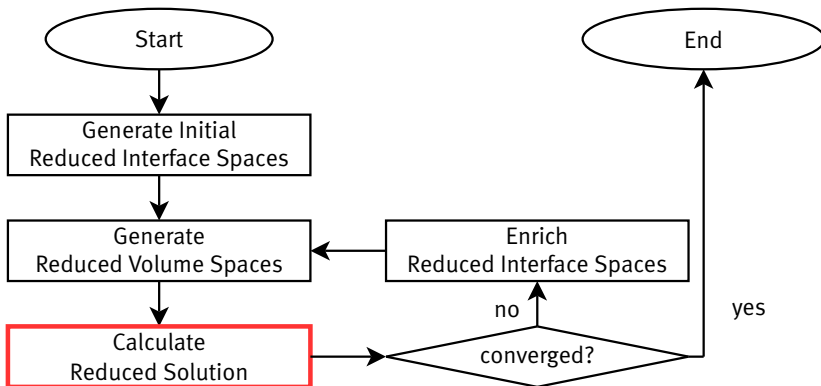 Start
End
Generate Initial
Reduced Interface Spaces
Generate
Reduced Volume Spaces
Enrich
Reduced Interface Spaces
no
yes
Calculate
Reduced Solution
converged?